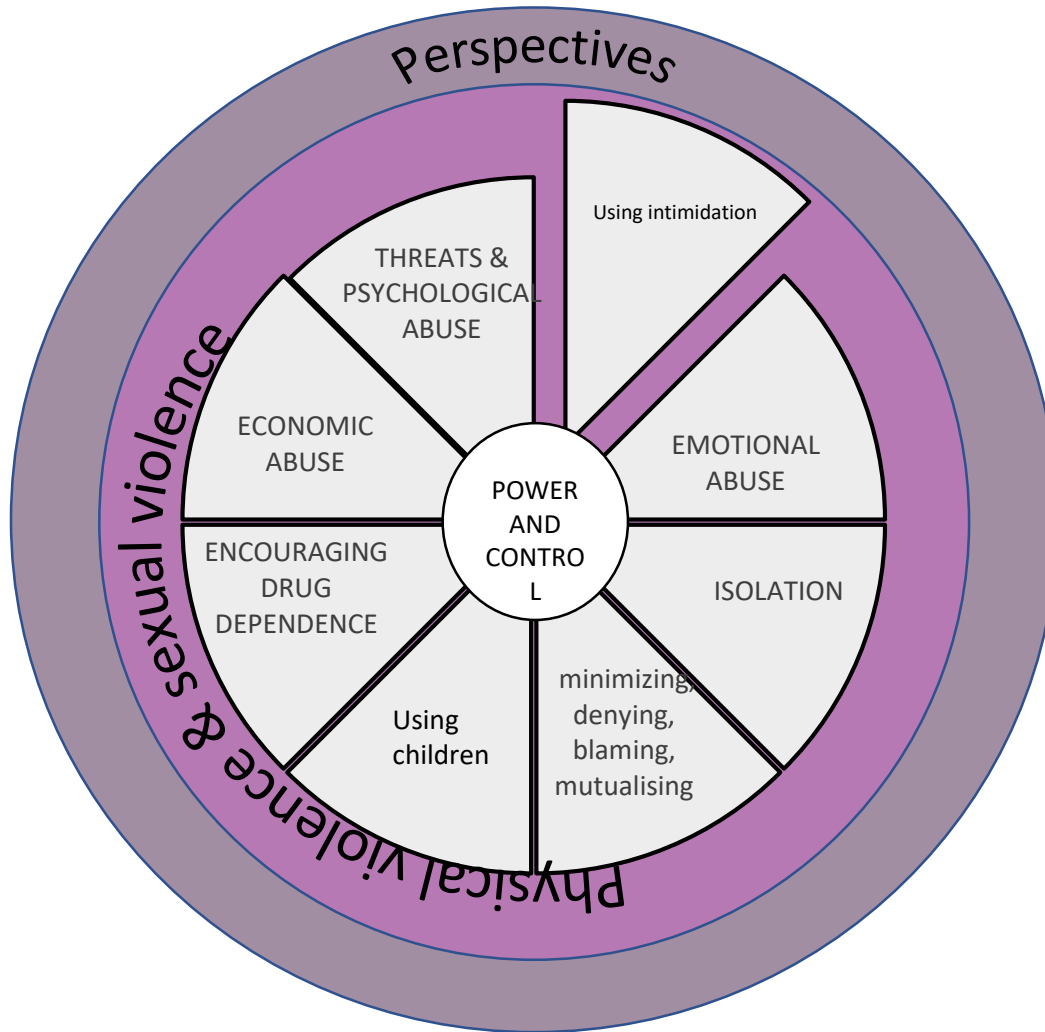 Perspectives
Using intimidation
THREATS &
PSYCHOLOGICAL
ABUSE
ECONOMIC
ABUSE
EMOTIONAL
ABUSE
POWER
AND
CONTRO
L
ENCOURAGING
DRUG
DEPENDENCE
ISOLATION
Using
children
minimizing,
denying,
blaming,
mutualising
Physical violence & sexual violence